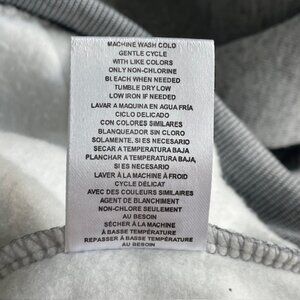 MACHINE WASH COLD
GENTLE CYCLE
WITH LIKE COLORS
ONLY NON-CHLORINE
BLEACH WHEN NEEDED
TUMBLE DRY LOW
LOW IRON IF NEEDED
LAVAR A MAQUINA EN AGUA FRÍA
CICLO DELICADO
CON COLORES SIMILARES
BLANQUEADOR SIN CLORO
SOLAMENTE, SI ES NECESARIO
SECAR A TEMPERATURA BAJA
PLANCHAR A TEMPERATURA BAJA,
SI ES NECESARIO
LAVER À LA MACHINE À FROID
CYCLE DÉLICAT
AVEC DES COULEURS SIMILAIRES
AGENT DE BLANCHIMENT
NON-CHLORE SEULEMENT
AU BESOIN
SÉCHER À LA MACHINE
À BASSE TEMPÉRATURE
REPASSER À BASSE TEMPÉRATURE
AU BESOIN